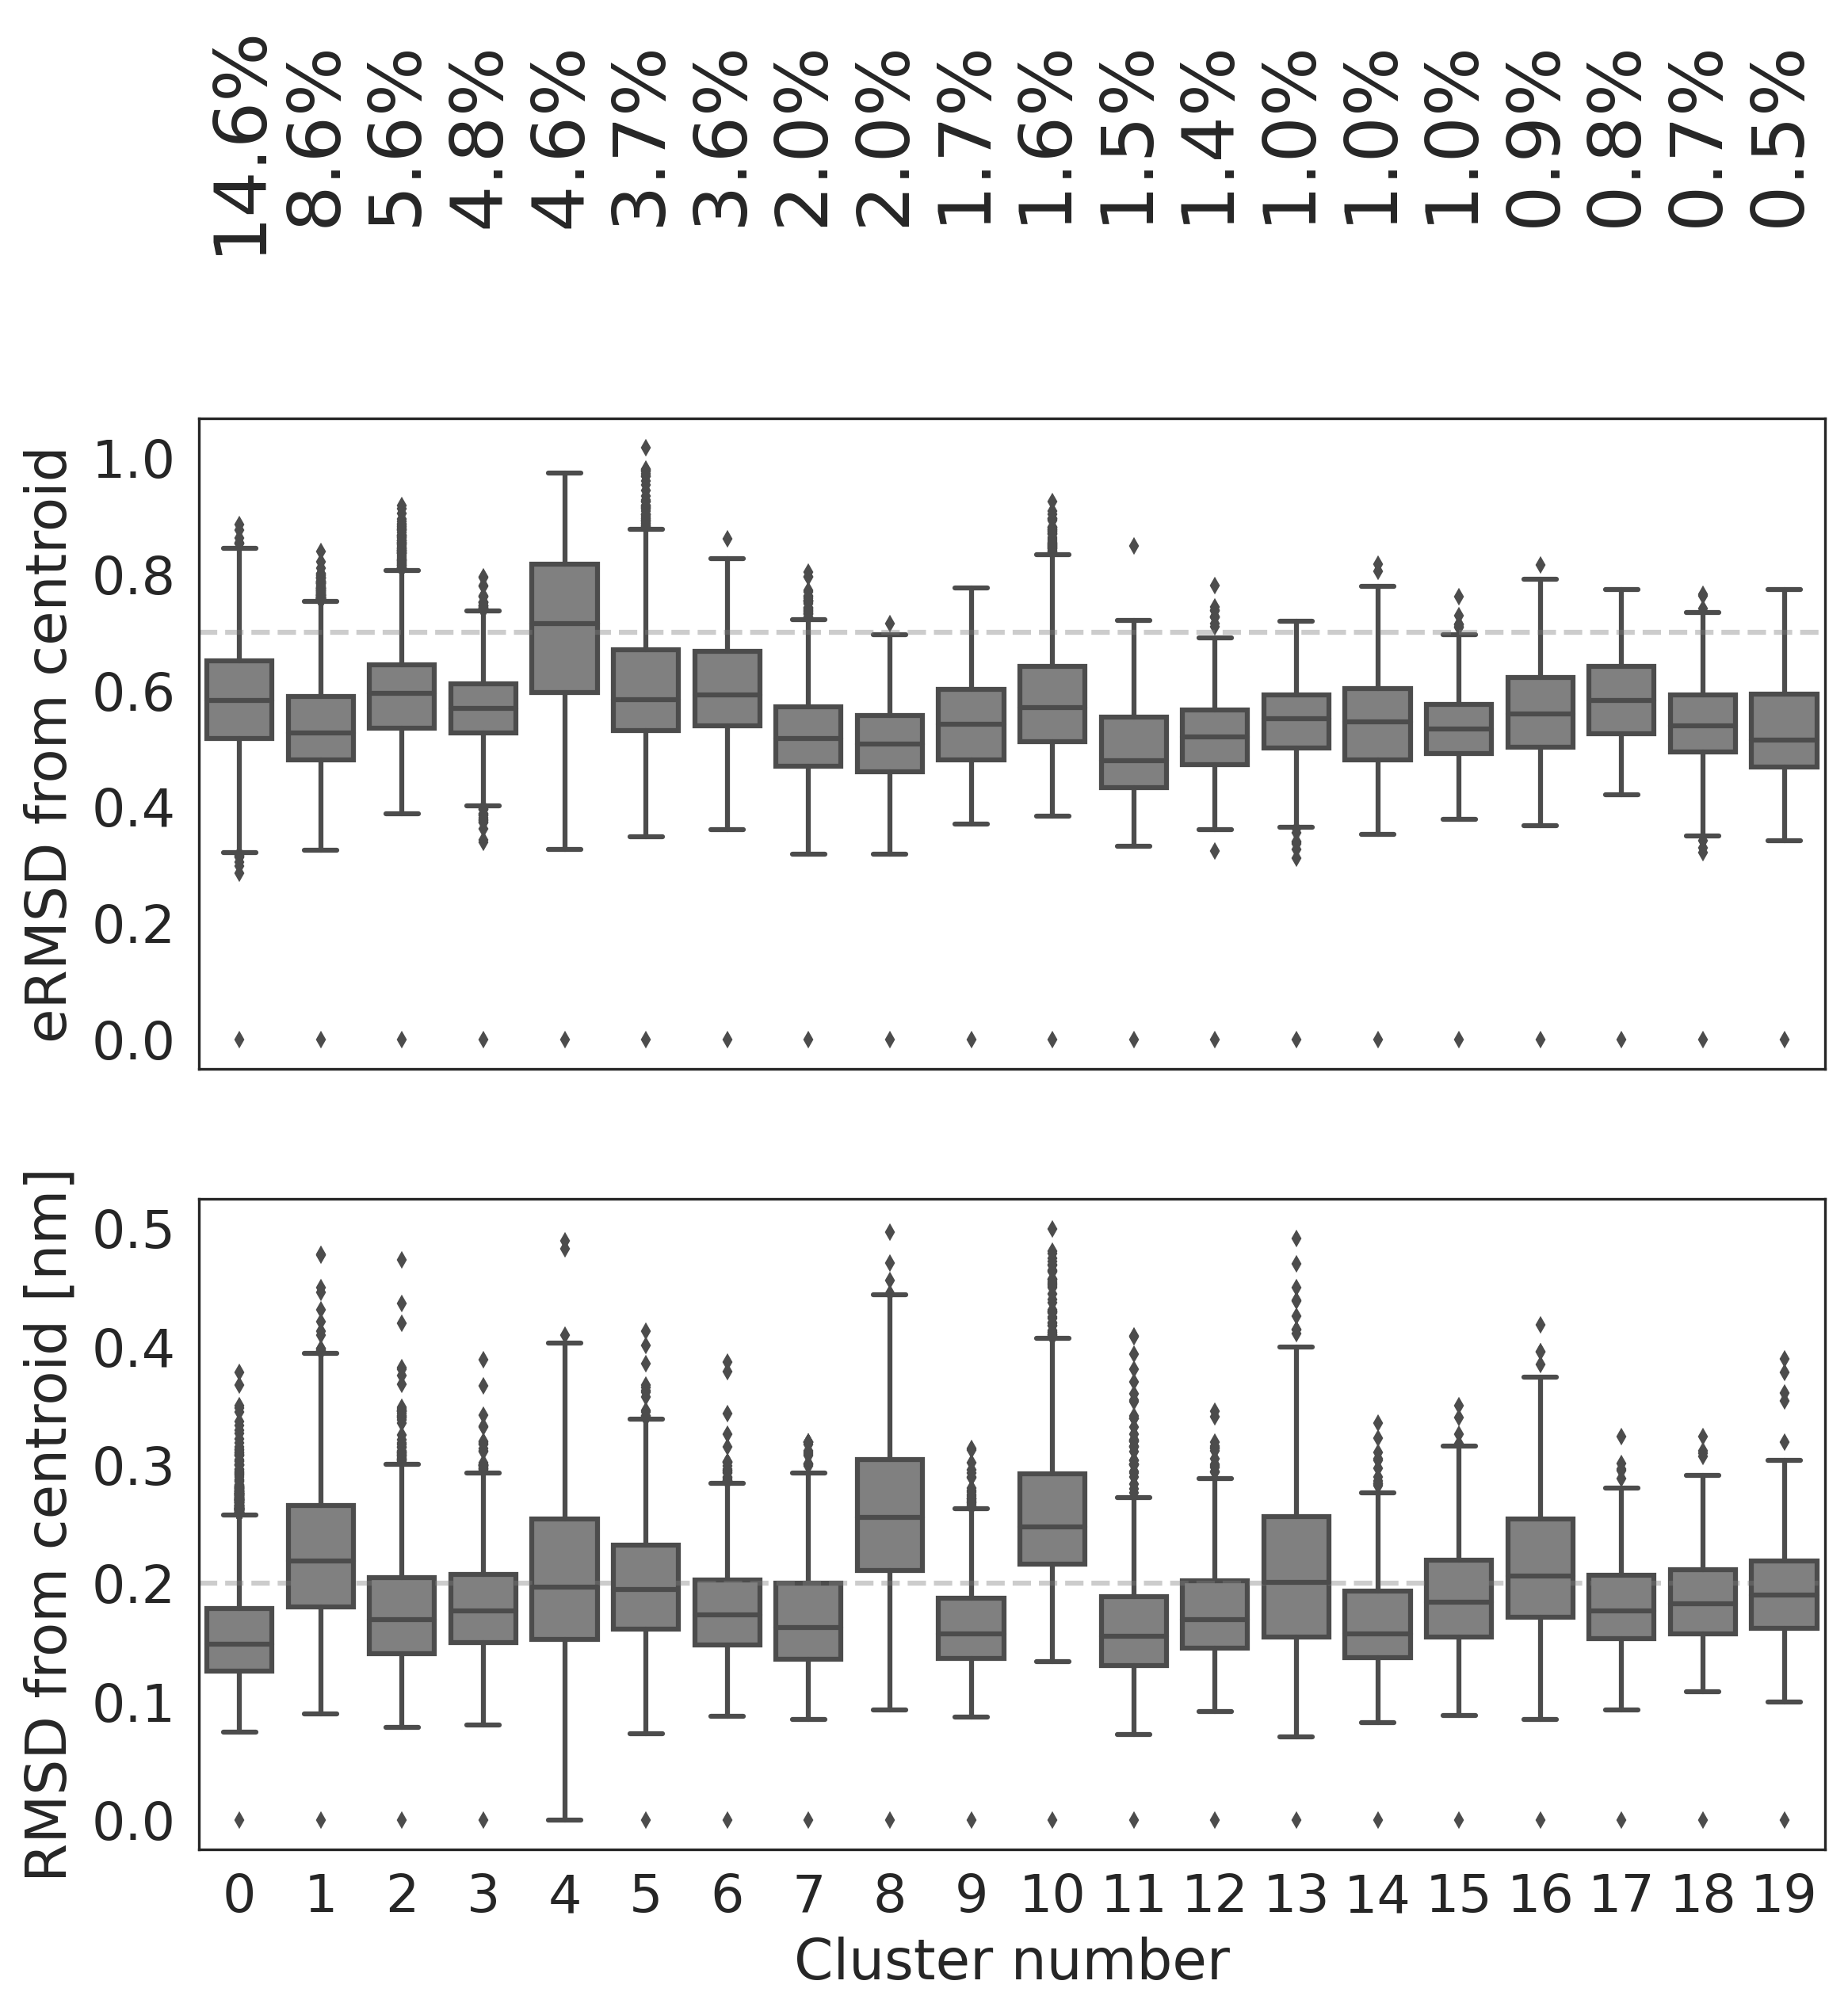 14.6% 8.6% 5.6% 4.8% 4.6% 3.7% 3.6% 2.0% 2.0% 1.7% 1.6% 1.5% 1.4% 1.0% 1.0% 1.0% 0.9% 0.8% 0.7% 0.5%
eRMSD from centroid
1.0
0.8
0.6
0.4
0.2
0.0
RMSD from centroid [nm]
0.5
0.4
0.3
0.2
0.1
0.0
0 1 2 3 4 5 6 7 8 9 10 11 12 13 14 15 16 17 18 19
Cluster number